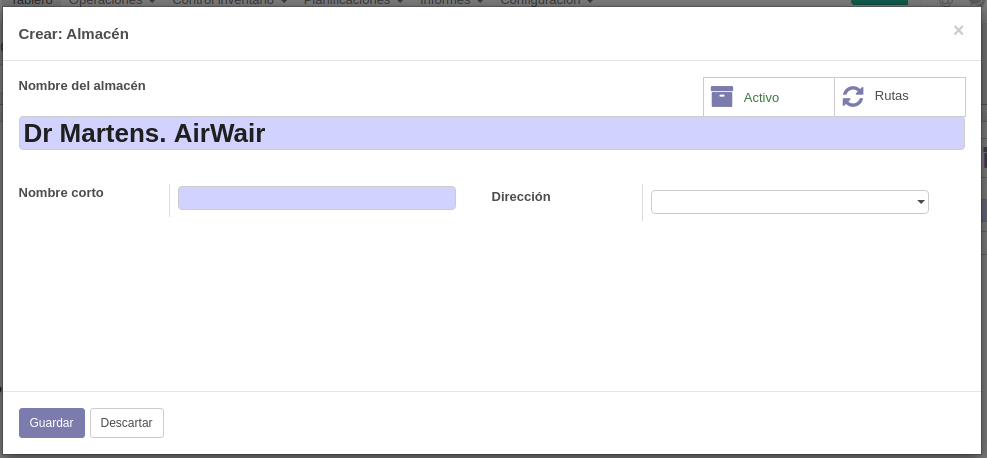 Tablero Operaciones Control Inventario Planificaciones Informes Configuración
Crear: Almacén
×
Nombre del almacén
Activo
Rutas
Dr Martens. AirWair
Nombre corto
Dirección
Guardar
Descartar